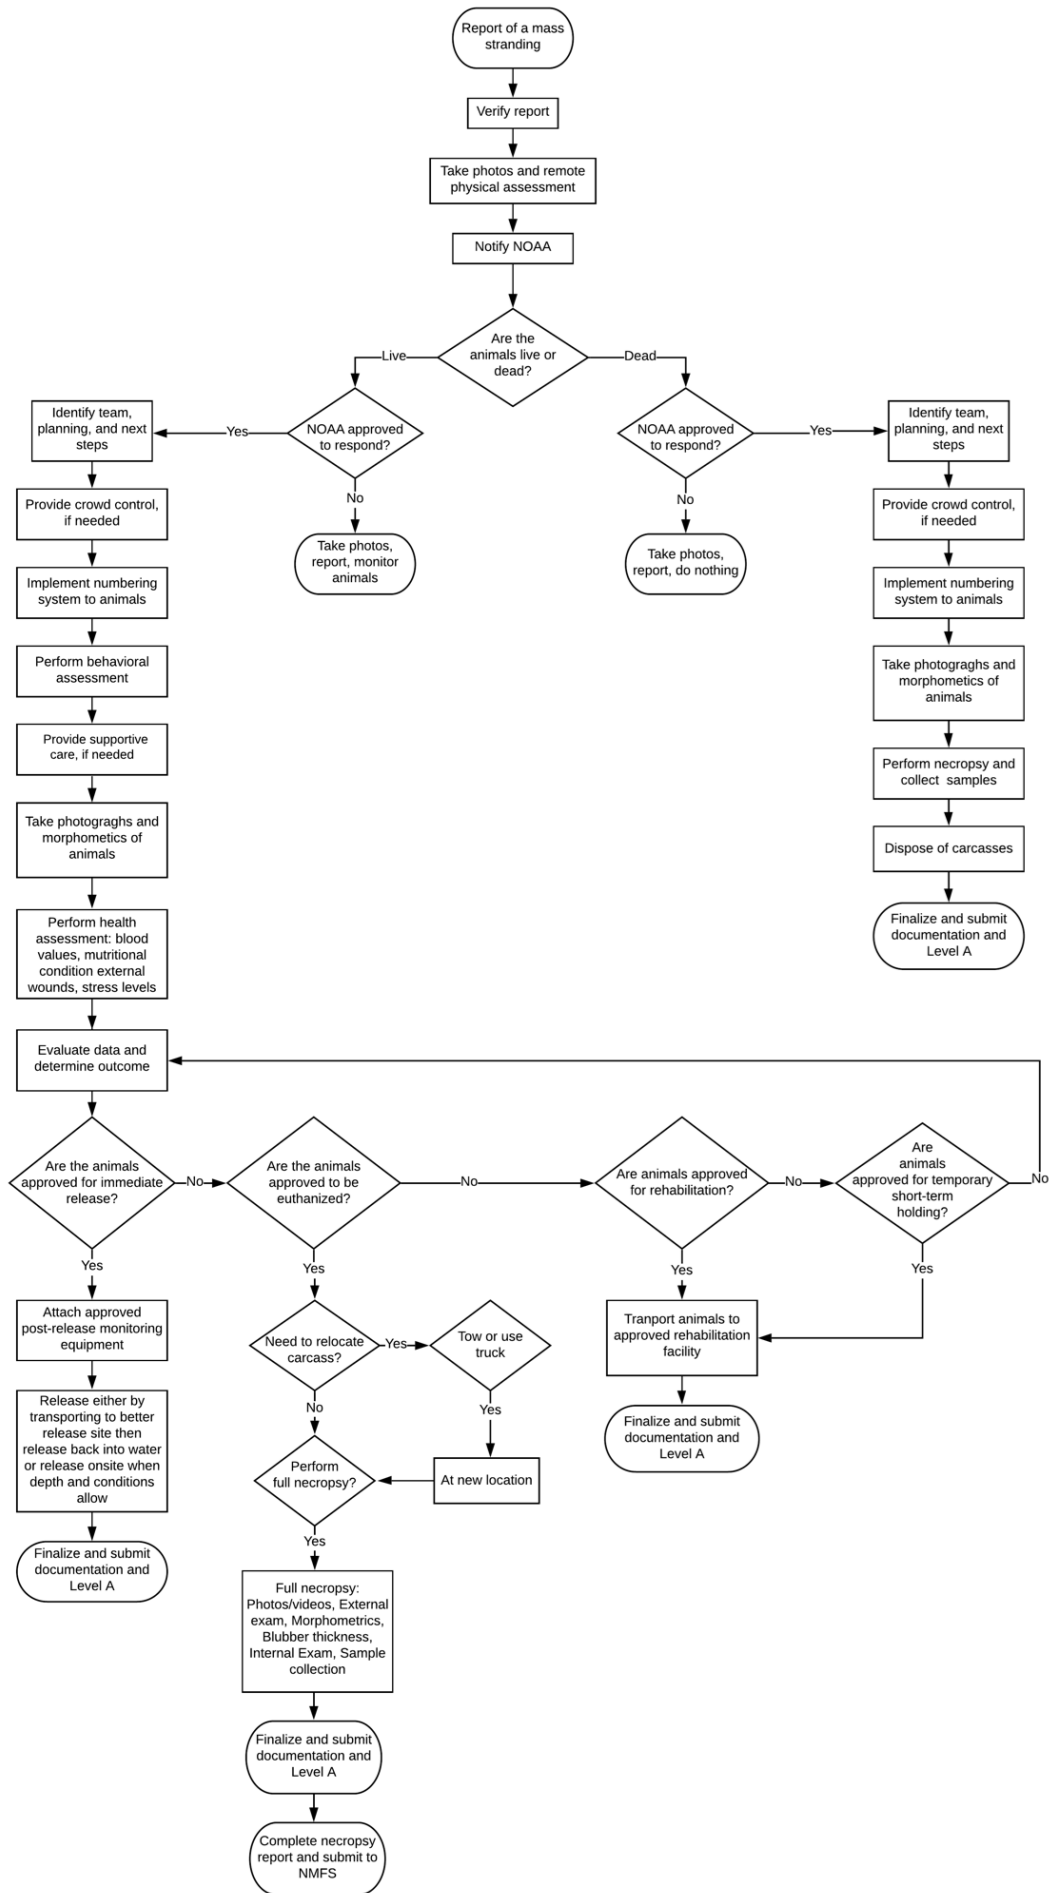 Report of a mass
stranding
Verify report
Take photos and remote
physical assessment
Notify NOAA
Are the
animals live or
dead?
Live
Dead
NOAA approved
to respond?
Yes
No
Take photos,
report, monitor
animals
NOAA approved
to respond?
Yes
No
Take photos,
report, do nothing
Identify team,
planning, and next
steps
Provide crowd control,
if needed
Implement numbering
system to animals
Perform behavioral
assessment
Provide supportive
care, if needed
Take photograghs and
morphometics of
animals
Perform health
assessment: blood
values, mutritional
condition external
wounds, stress levels
Evaluate data and
determine outcome
Identify team,
planning, and next
steps
Provide crowd control,
if needed
Implement numbering
system to animals
Take photograghs and
morphometics of
animals
Perform necropsy and
collect samples
Dispose of carcasses
Finalize and submit
documentation and
Level A
Are the animals
approved for immediate
release?
No
Yes
Attach approved
post-release monitoring
equipment
Release either by
transporting to better
release site then
release back into water
or release onsite when
depth and conditions
allow
Finalize and submit
documentation and
Level A
Are the animals
approved to be
euthanized?
No
Yes
Need to relocate
carcass?
Yes
Tow or use
truck
Yes
At new location
No
Perform
full necropsy?
Yes
Full necropsy:
Photos/videos, External
exam, Morphometrics,
Blubber thickness,
Internal Exam, Sample
collection
Finalize and submit
documentation and
Level A
Complete necropsy
report and submit to
NMFS
Are animals approved
for rehabilitation?
No
Yes
Tranport animals to
approved rehabilitation
facility
Finalize and submit
documentation and
Level A
Are
animals
approved for temporary
short-term
holding?
No
Yes